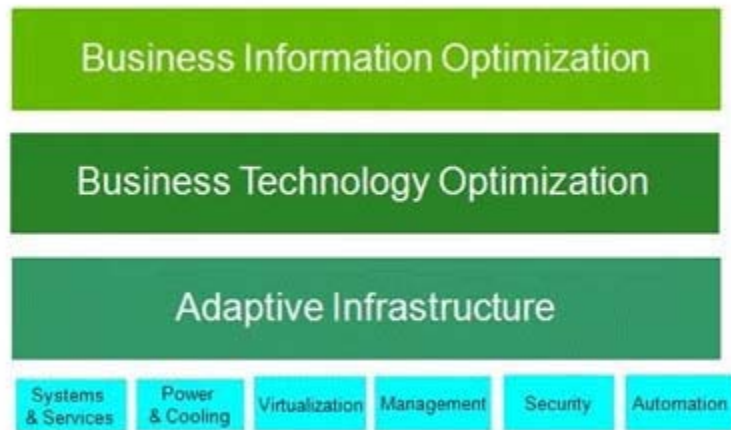 Business Information Optimization
Business Technology Optimization
Adaptive Infrastructure
Systems
& Services
Power
& Cooling
Virtualization
Management
Security
Automation